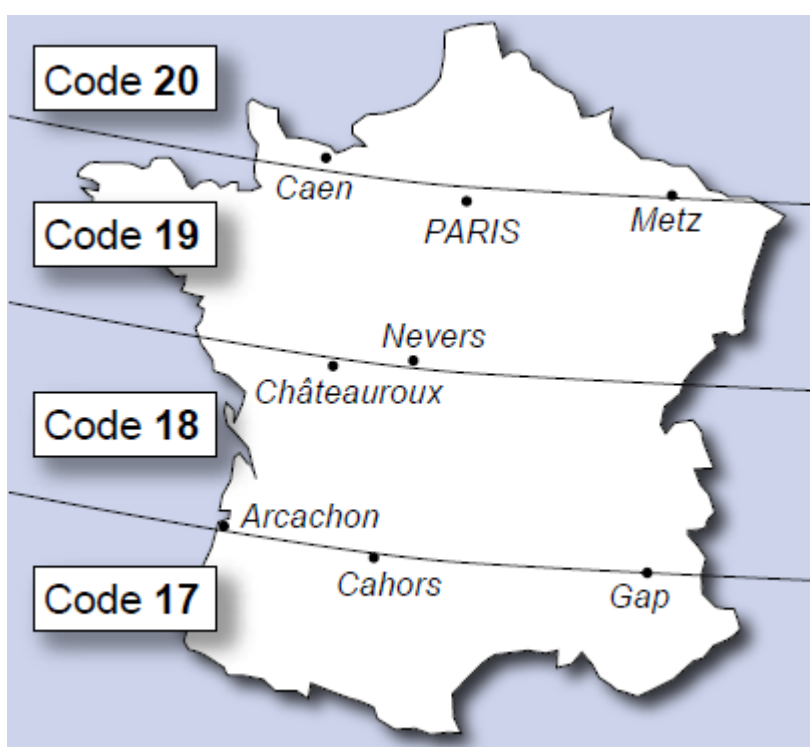 Code 20
Caen
PARIS
Metz
Code 19
Nevers
Châteauroux
Code 18
Arcachon
Cahors
Gap
Code 17